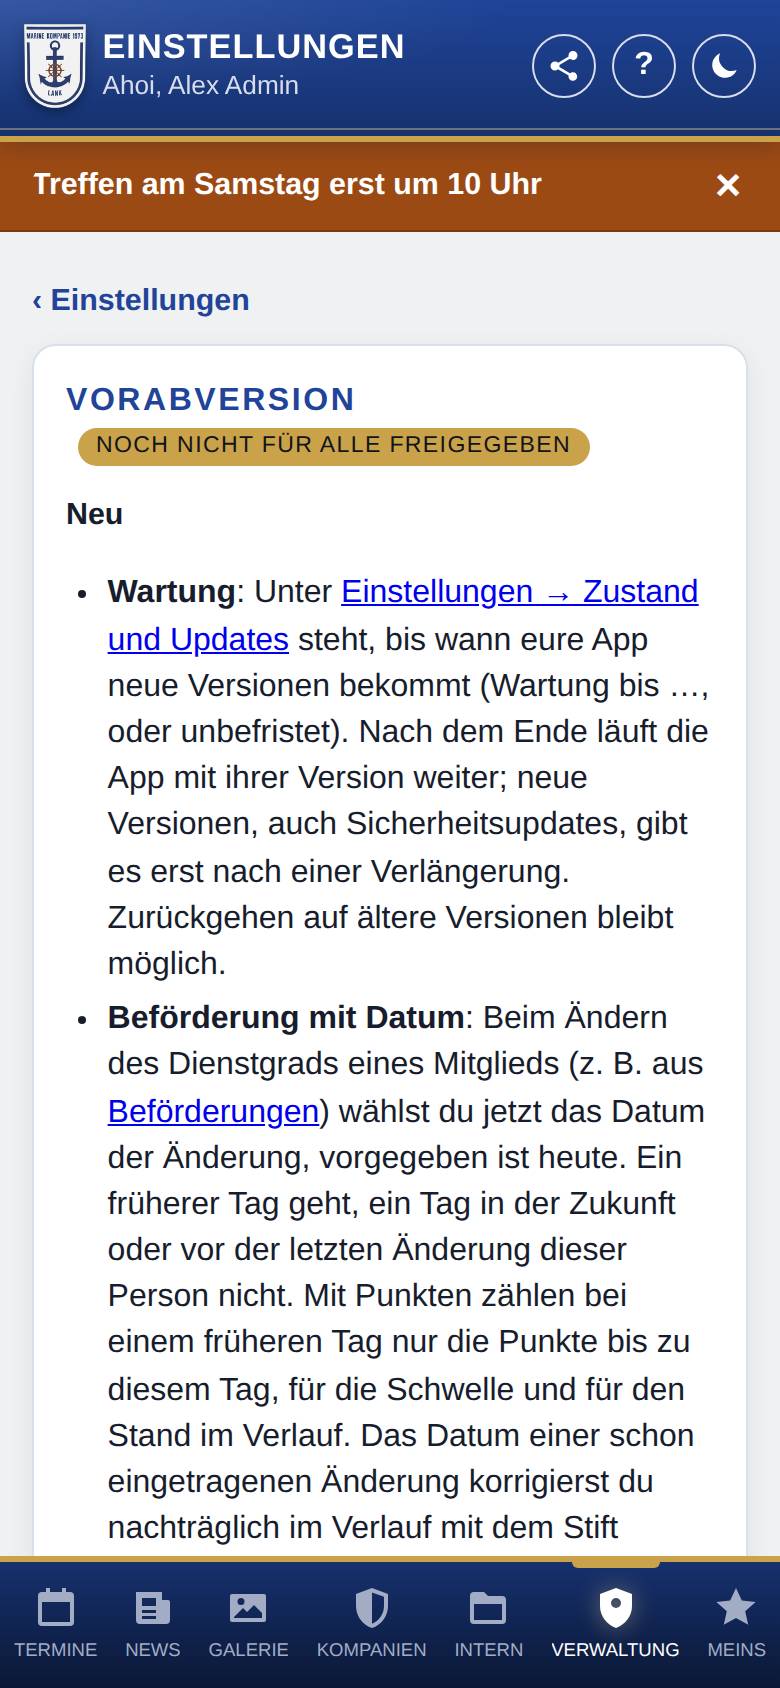 MARINE KOMPANIE 1973
LANK
EINSTELLUNGEN
Ahoi, Alex Admin
?
Treffen am Samstag erst um 10 Uhr
×
‹ Einstellungen
VORABVERSION
NOCH NICHT FÜR ALLE FREIGEGEBEN
Neu
• Wartung: Unter Einstellungen → Zustand
und Updates steht, bis wann eure App
neue Versionen bekommt (Wartung bis …,
oder unbefristet). Nach dem Ende läuft die
App mit ihrer Version weiter; neue
Versionen, auch Sicherheitsupdates, gibt
es erst nach einer Verlängerung.
Zurückgehen auf ältere Versionen bleibt
möglich.
• Beförderung mit Datum: Beim Ändern
des Dienstgrads eines Mitglieds (z. B. aus
Beförderungen) wählst du jetzt das Datum
der Änderung, vorgegeben ist heute. Ein
früherer Tag geht, ein Tag in der Zukunft
oder vor der letzten Änderung dieser
Person nicht. Mit Punkten zählen bei
einem früheren Tag nur die Punkte bis zu
diesem Tag, für die Schwelle und für den
Stand im Verlauf. Das Datum einer schon
eingetragenen Änderung korrigierst du
nachträglich im Verlauf mit dem Stift
TERMINE NEWS GALERIE KOMPANIEN INTERN VERWALTUNG MEINS